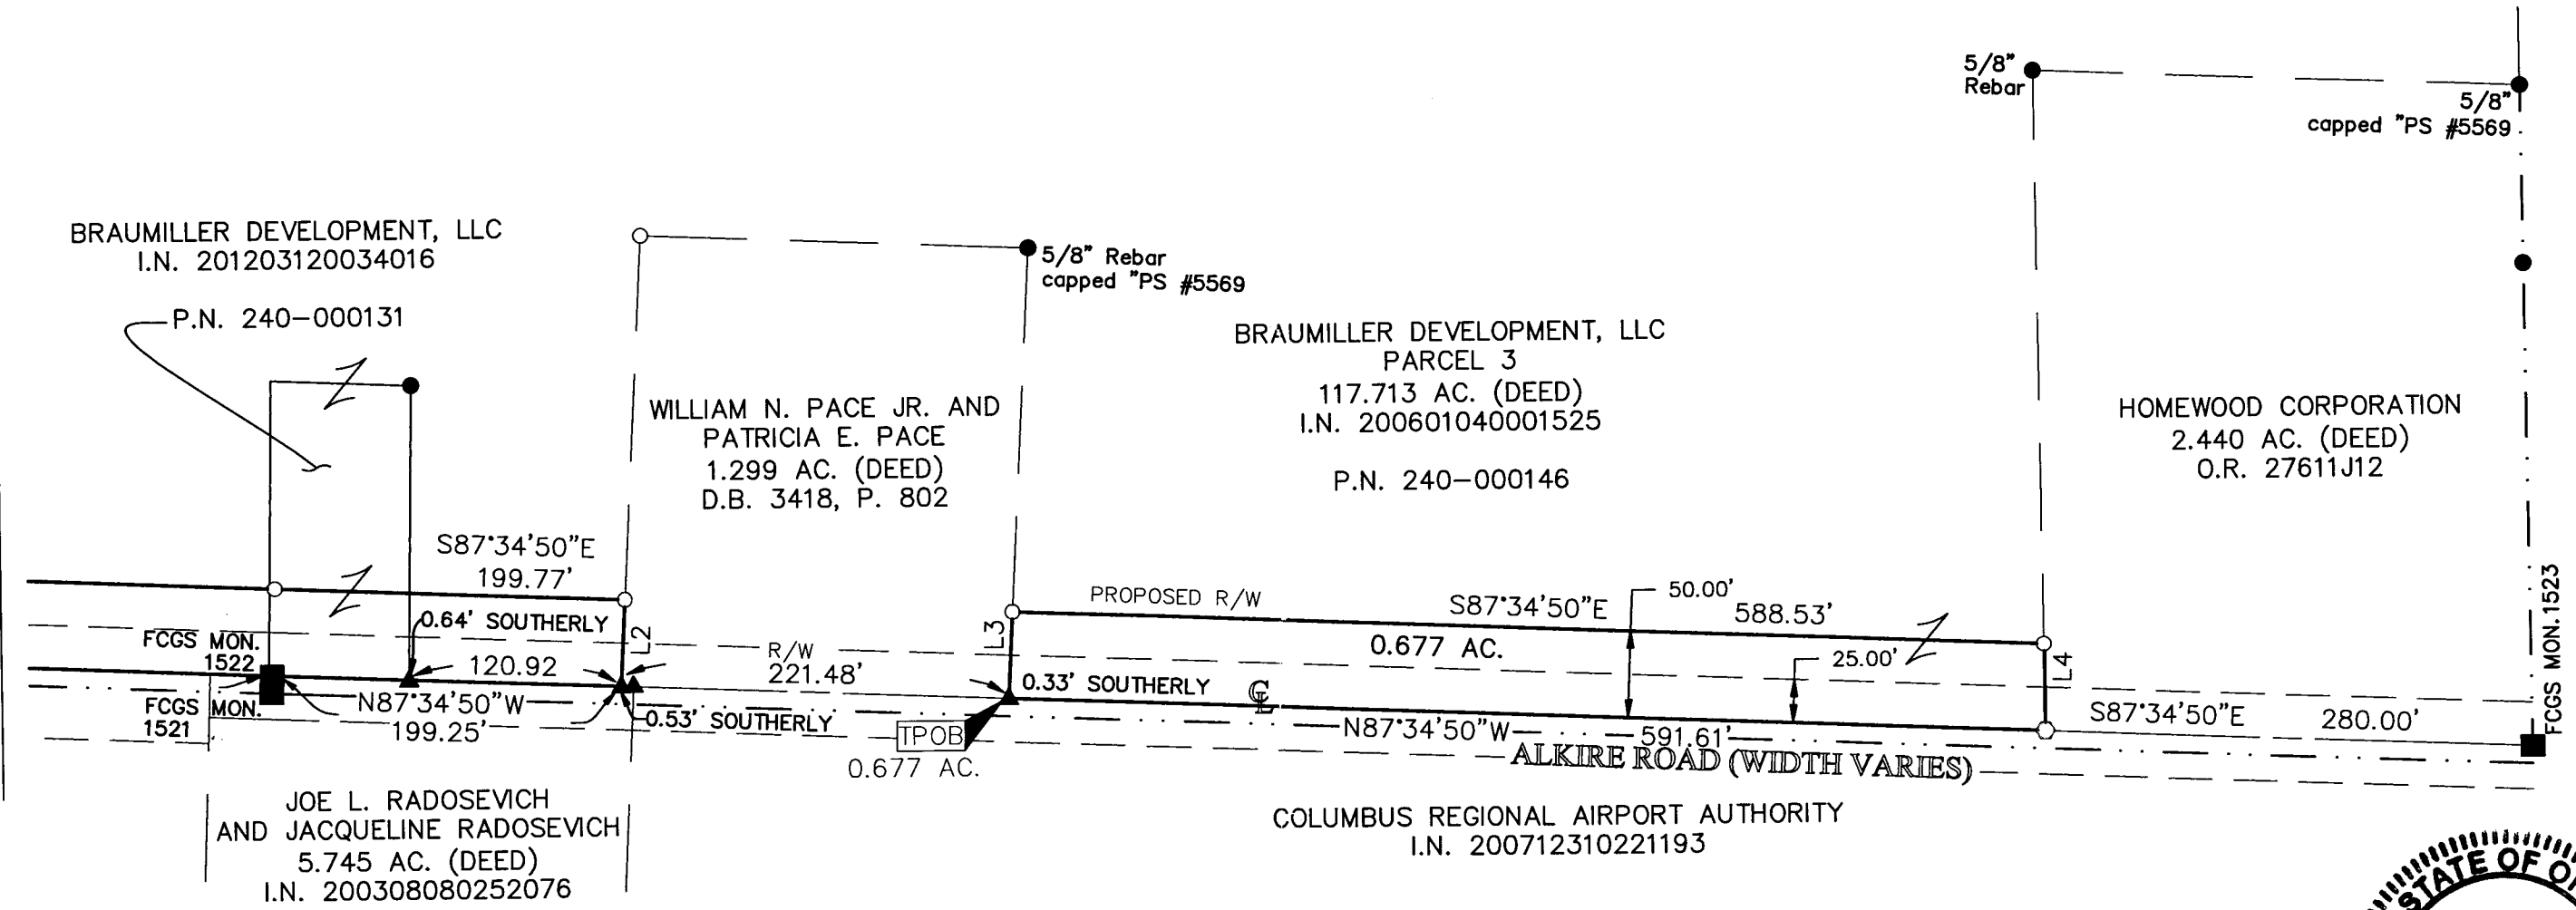 5/8"
Rebar
5/8"
capped "PS #5569
BRAUMILLER DEVELOPMENT, LLC
I.N. 201203120034016
P.N. 240-000131
5/8" Rebar
capped "PS #5569
BRAUMILLER DEVELOPMENT, LLC
PARCEL 3
117.713 AC. (DEED)
I.N. 200601040001525
P.N. 240-000146
WILLIAM N. PACE JR. AND
PATRICIA E. PACE
1.299 AC. (DEED)
D.B. 3418, P. 802
HOMEWOOD CORPORATION
2.440 AC. (DEED)
O.R. 27611J12
S87°34'50"E
199.77'
PROPOSED R/W
S87°34'50"E
50.00'
588.53'
0.64' SOUTHERLY
FCGS MON.
1522
120.92
L2
R/W
221.48'
L3
0.677 AC.
25.00'
L4
FCGS MON. 1523
0.33' SOUTHERLY
CL
FCGS MON.
1521
N87°34'50"W
199.25'
0.53' SOUTHERLY
TPOB
0.677 AC.
N87°34'50"W
591.61'
S87°34'50"E
280.00'
ALKIRE ROAD (WIDTH VARIES)
JOE L. RADOSEVICH
AND JACQUELINE RADOSEVICH
5.745 AC. (DEED)
I.N. 200308080252076
COLUMBUS REGIONAL AIRPORT AUTHORITY
I.N. 200712310221193
STATE OF O